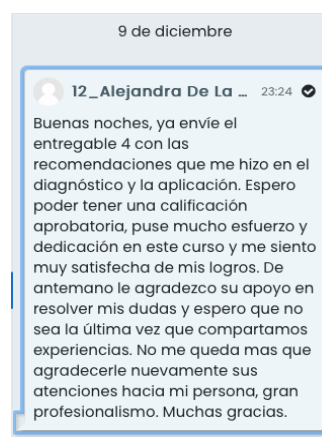 9 de diciembre
12_Alejandra De La ... 23:24
Buenas noches, ya envíe el
entregable 4 con las
recomendaciones que me hizo en el
diagnóstico y la aplicación. Espero
poder tener una calificación
aprobatoria, puse mucho esfuerzo y
dedicación en este curso y me siento
muy satisfecha de mis logros. De
antemano le agradezco su apoyo en
resolver mis dudas y espero que no
sea la última vez que compartamos
experiencias. No me queda mas que
agradecerle nuevamente sus
atenciones hacia mi persona, gran
profesionalismo. Muchas gracias.